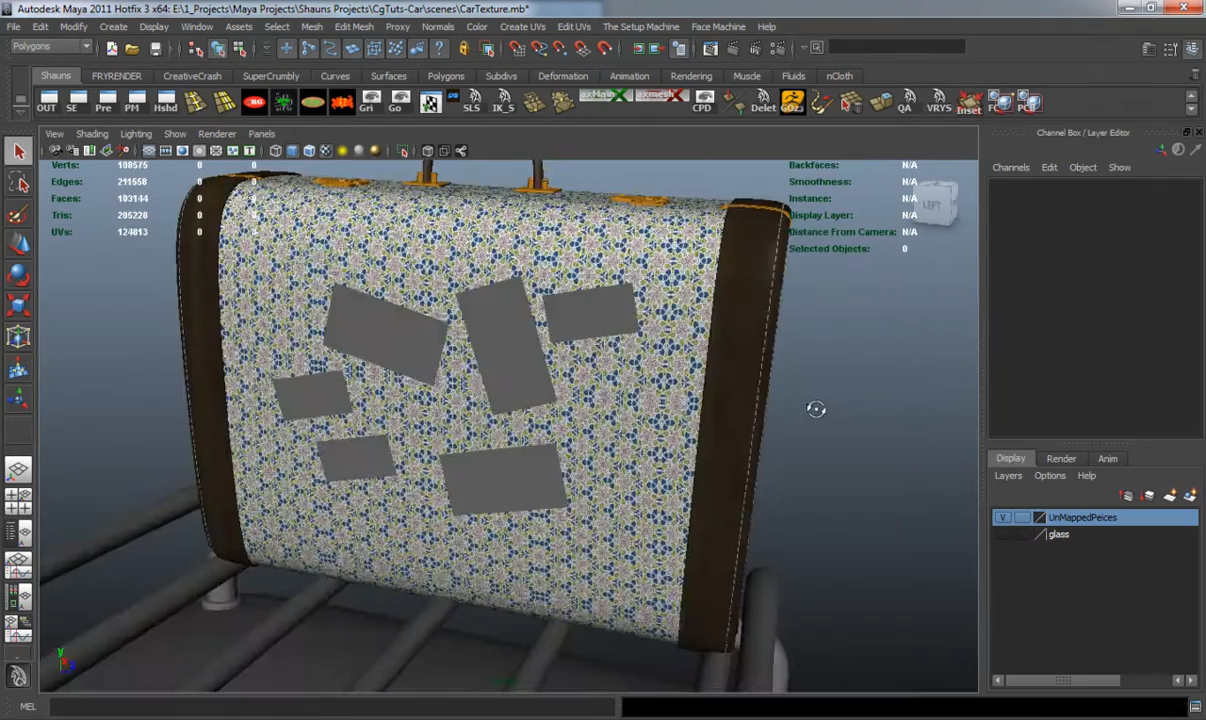 Autodesk Maya 2011 Hotfix 3 x64: E:\1_Projects\Maya Projects\Shauns Projects\CgTuts-Car\scenes\CarTexture.mb*
File Edit Modify Create Display Window Assets Select Mesh Edit Mesh Proxy Normals Color Create UVs Edit UVs The Setup Machine Face Machine Help
Polygons
Shauns FRYRENDER CreativeCrash SuperCrumbly Curves Surfaces Polygons Subdivs Deformation Animation Rendering Muscle Fluids nCloth
OUT SE Pre PM Hshd Gri Go SLS IK_S axMain axmesh CPD Delet GOz3 QA VRYS Inset
View Shading Lighting Show Renderer Panels
Channel Box / Layer Editor
Channels Edit Object Show
Verts: 198575 0 0
Edges: 211558 0 0
Faces: 103144 0 0
Tris: 205226 0 0
UVs: 124013 0 0
Backfaces: N/A
Smoothness: N/A
Instance: N/A
Display Layer: N/A
Distance From Camera: N/A
Selected Objects: 0
LEFT
Display Render Anim
Layers Options Help
V UnMappedPeices
glass
y
MEL